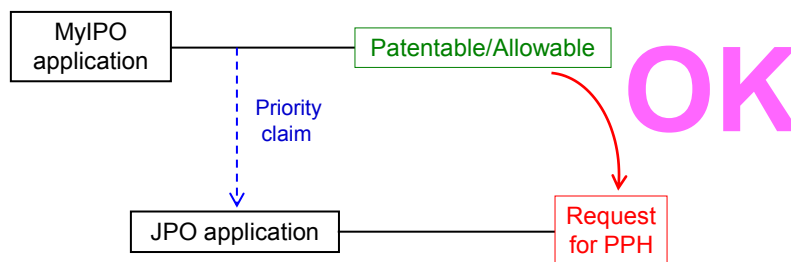 MyIPO
application
Patentable/Allowable
OK
Priority
claim
JPO application
Request
for PPH